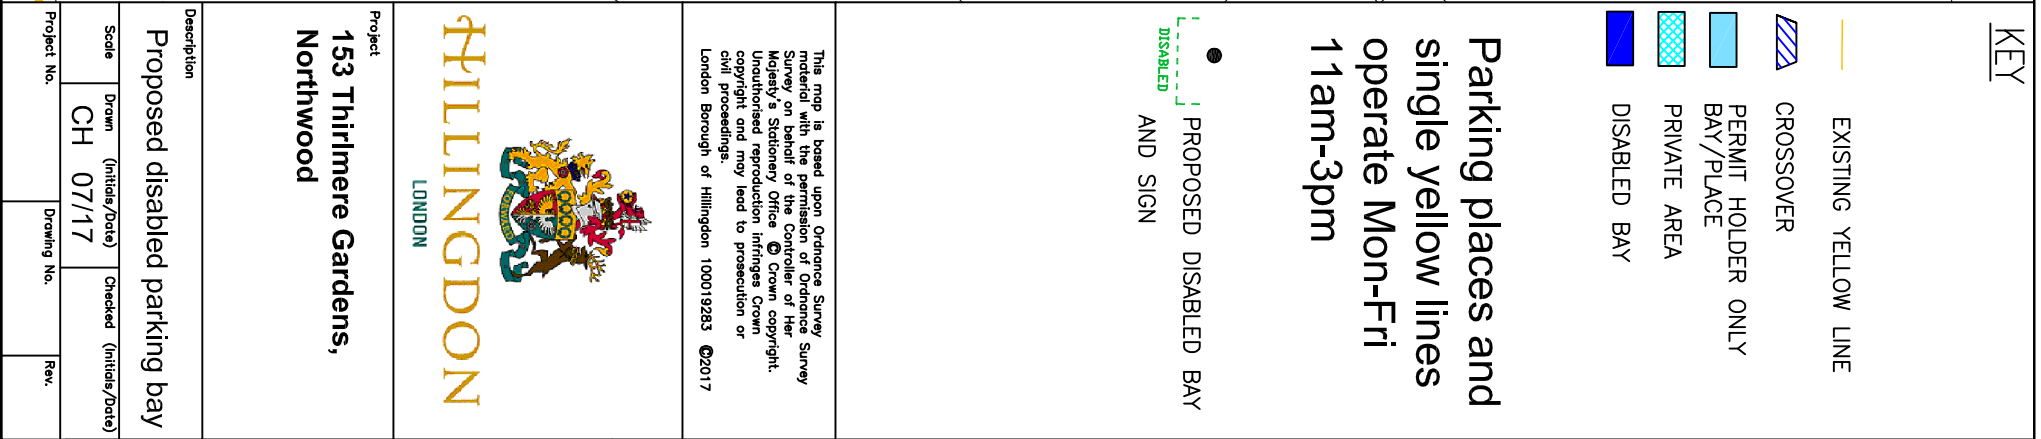 KEY
EXISTING YELLOW LINE
CROSSOVER
PERMIT HOLDER ONLY
BAY/PLACE
PRIVATE AREA
DISABLED BAY
Parking places and
single yellow lines
operate Mon-Fri
11am-3pm
DISABLED
PROPOSED DISABLED BAY
AND SIGN
This map is based upon Ordnance Survey
material with the permission of Ordnance Survey
on behalf of the Controller of Her
Majesty's Stationery Office © Crown copyright.
Unauthorised reproduction infringes Crown
copyright and may lead to prosecution or
civil proceedings.
London Borough of Hillingdon 100019283 ©2017
HILLINGDON
LONDON
Project
153 Thirlmere Gardens,
Northwood
Description
Proposed disabled parking bay
Scale
Drawn (Initials/Date)
CH 07/17
Checked (Initials/Date)
Project No.
Drawing No.
Rev.